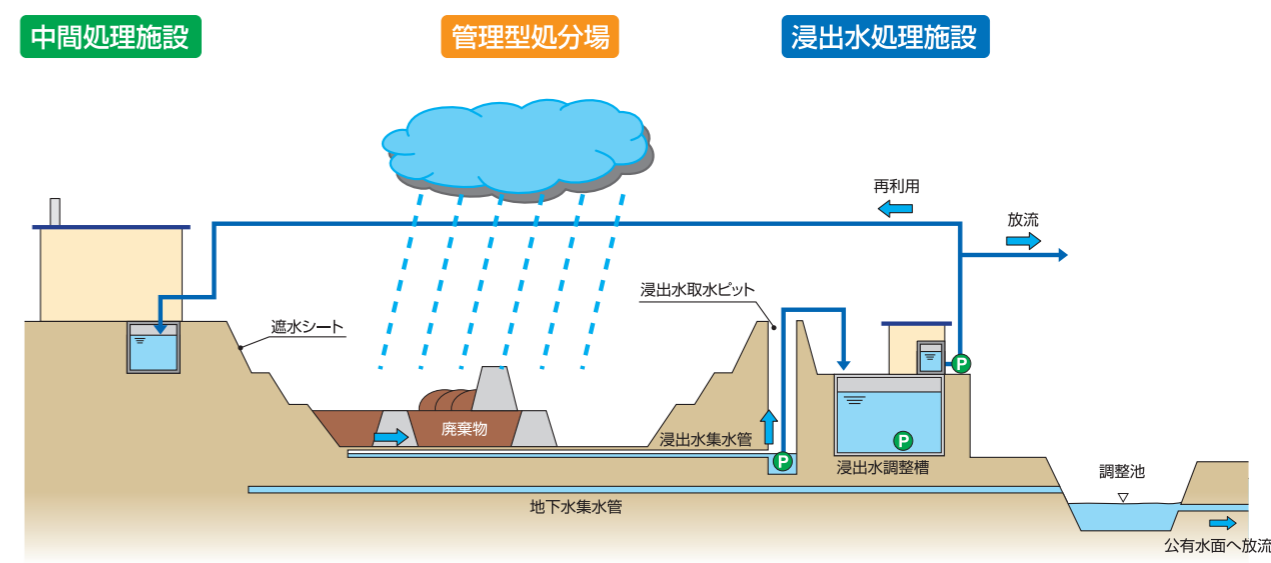 中間処理施設
管理型処分場
浸出水処理施設
再利用
放流
浸出水取水ピット
遮水シート
P
廃棄物
浸出水集水管
P
P
浸出水調整槽
調整池
地下水集水管
公有水面へ放流